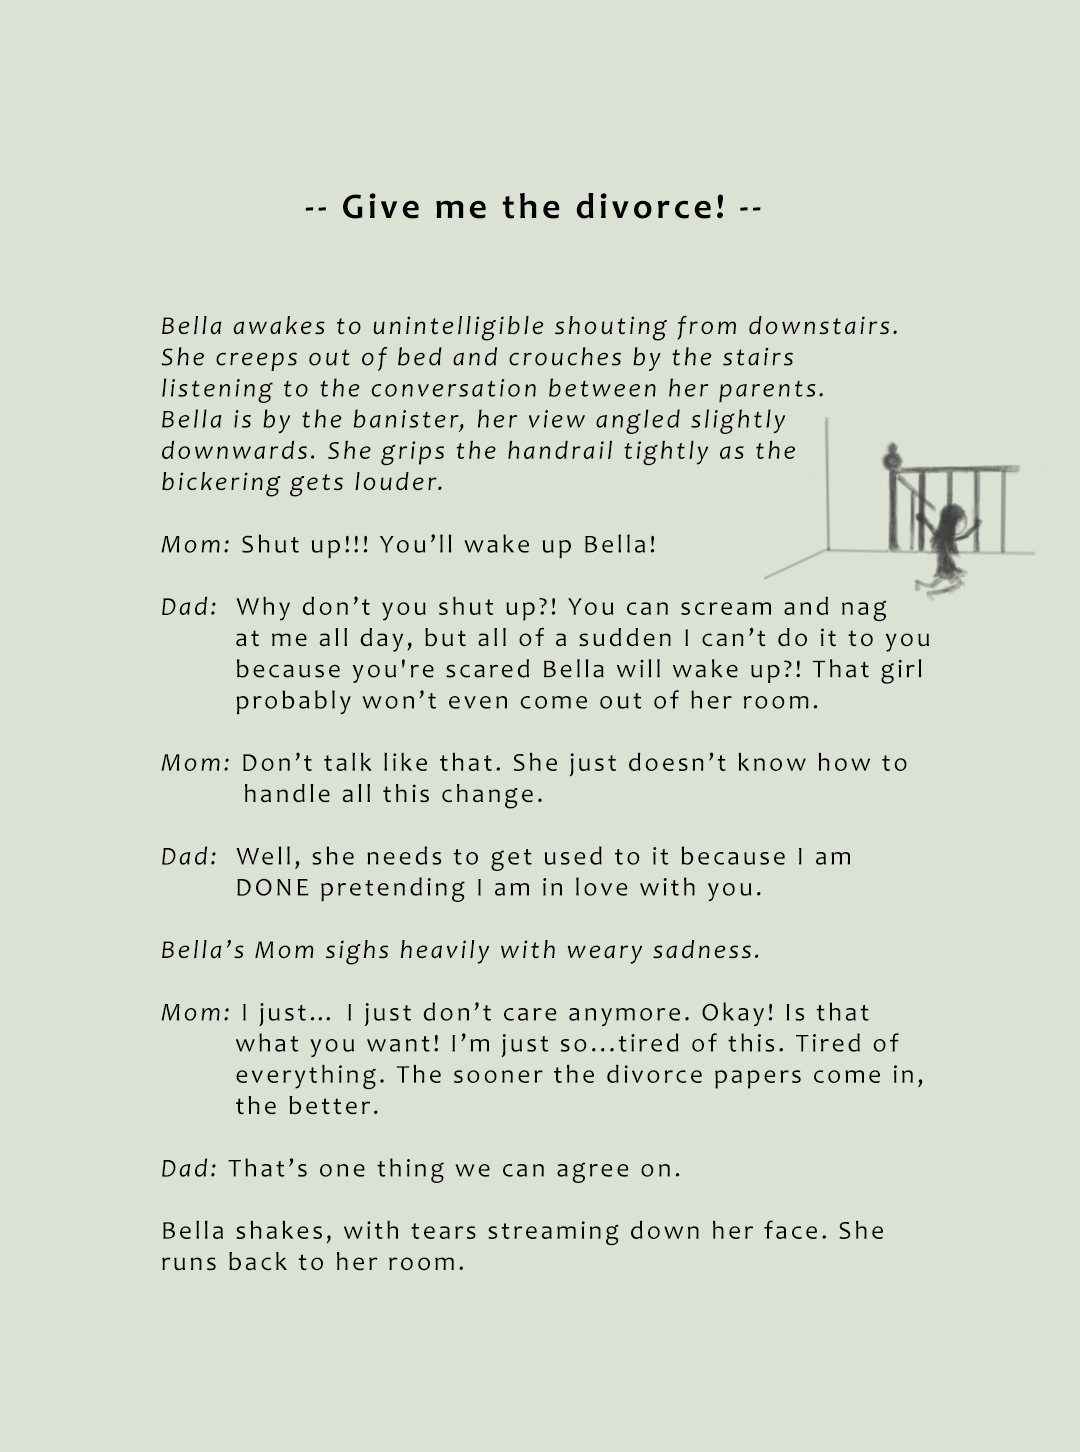 -- Give me the divorce! --
Bella awakes to unintelligible shouting from downstairs.
She creeps out of bed and crouches by the stairs
listening to the conversation between her parents.
Bella is by the banister, her view angled slightly
downwards. She grips the handrail tightly as the
bickering gets louder.
Mom: Shut up!!! You’ll wake up Bella!
Dad: Why don’t you shut up?! You can scream and nag
at me all day, but all of a sudden I can’t do it to you
because you're scared Bella will wake up?! That girl
probably won’t even come out of her room.
Mom: Don’t talk like that. She just doesn’t know how to
handle all this change.
Dad: Well, she needs to get used to it because I am
DONE pretending I am in love with you.
Bella’s Mom sighs heavily with weary sadness.
Mom: I just... I just don’t care anymore. Okay! Is that
what you want! I’m just so...tired of this. Tired of
everything. The sooner the divorce papers come in,
the better.
Dad: That’s one thing we can agree on.
Bella shakes, with tears streaming down her face. She
runs back to her room.